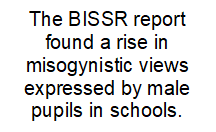 The BISSR report
found a rise in
misogynistic views
expressed by male
pupils in schools.